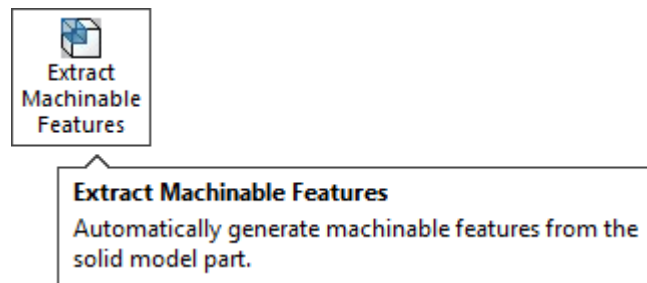 Extract
Machinable
Features
Extract Machinable Features
Automatically generate machinable features from the
solid model part.